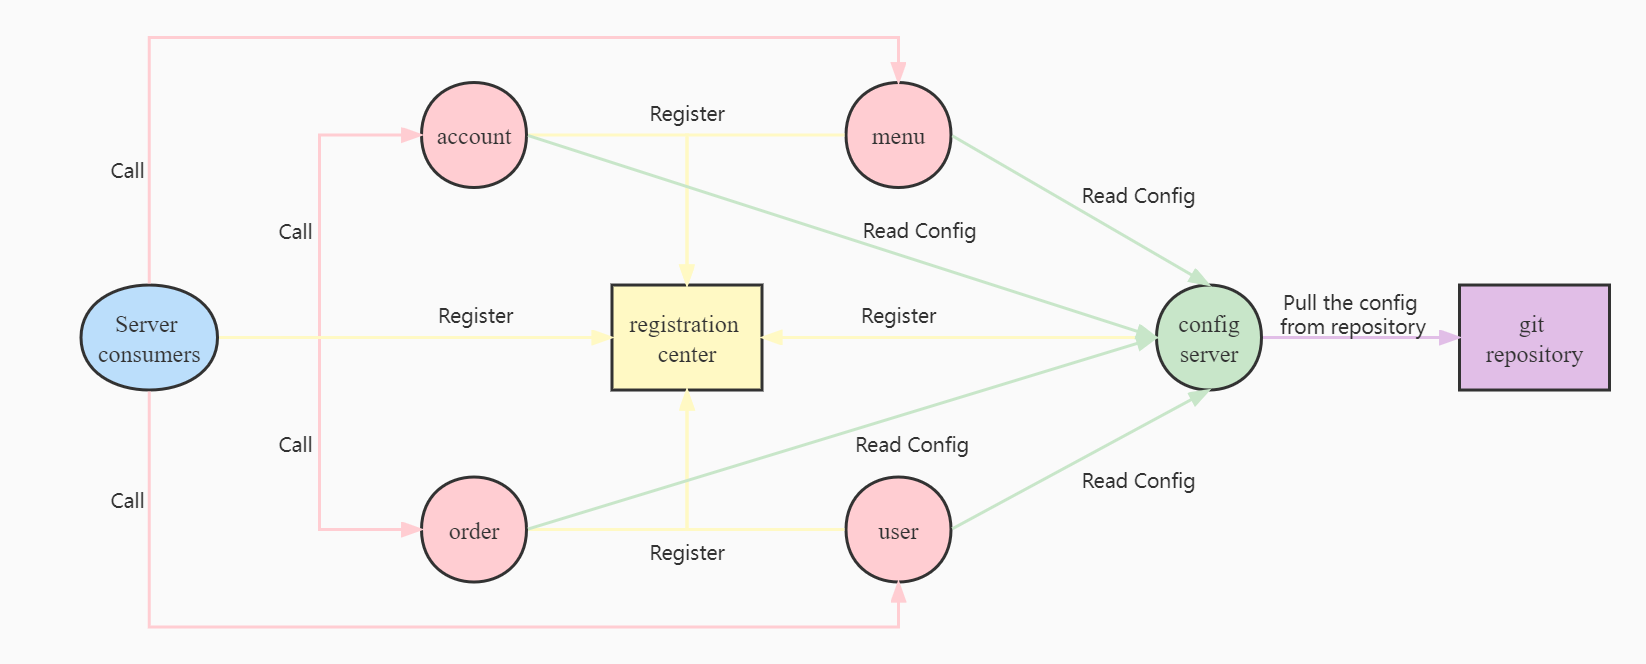 Register
account
menu
Call
Read Config
Call
Read Config
Server
consumers
Register
registration
center
Register
config
server
Pull the config
from repository
git
repository
Call
Read Config
Call
Read Config
order
user
Register